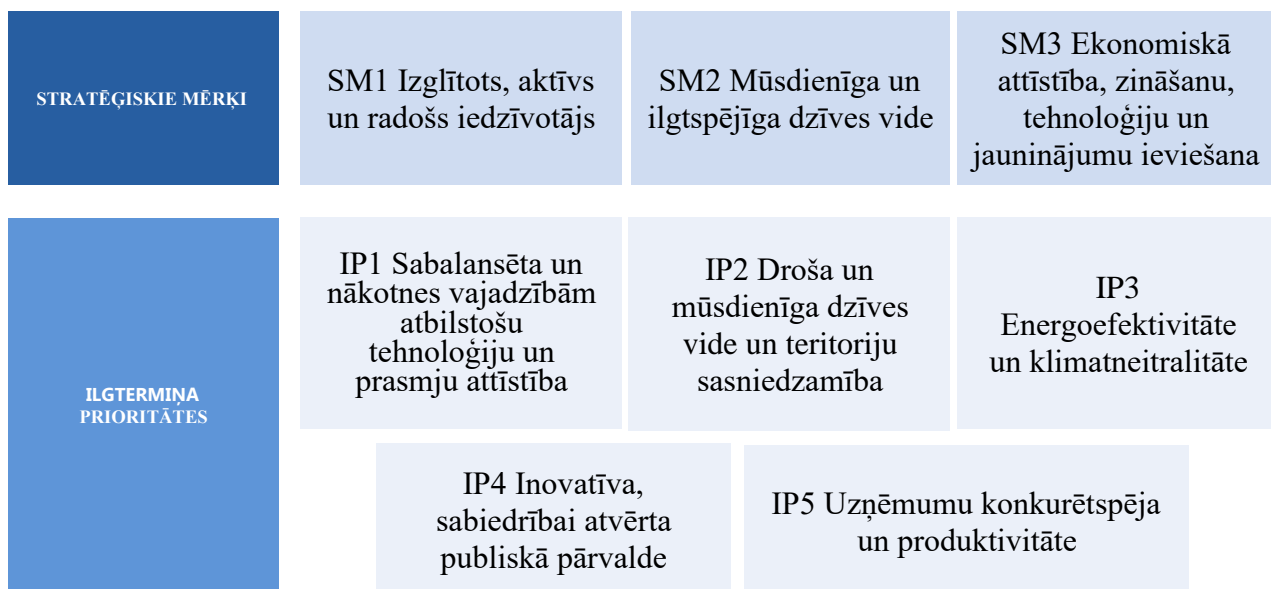 STRATĒĢISKIE MĒRĶI
SM1 Izglītots, aktīvs
un radošs iedzīvotājs
SM2 Mūsdienīga un
ilgtspējīga dzīves vide
SM3 Ekonomiskā
attīstība, zināšanu,
tehnoloģiju un
jauninājumu ieviešana
ILGTERMIŅA
PRIORITĀTES
IP1 Sabalansēta un
nākotnes vajadzībām
atbilstošu
tehnoloģiju un
prasmju attīstība
IP2 Droša un
mūsdienīga dzīves
vide un teritoriju
sasniedzamība
IP3
Energoefektivitāte
un klimatneitralitāte
IP4 Inovatīva,
sabiedrībai atvērta
publiskā pārvalde
IP5 Uzņēmumu konkurētspēja
un produktivitāte